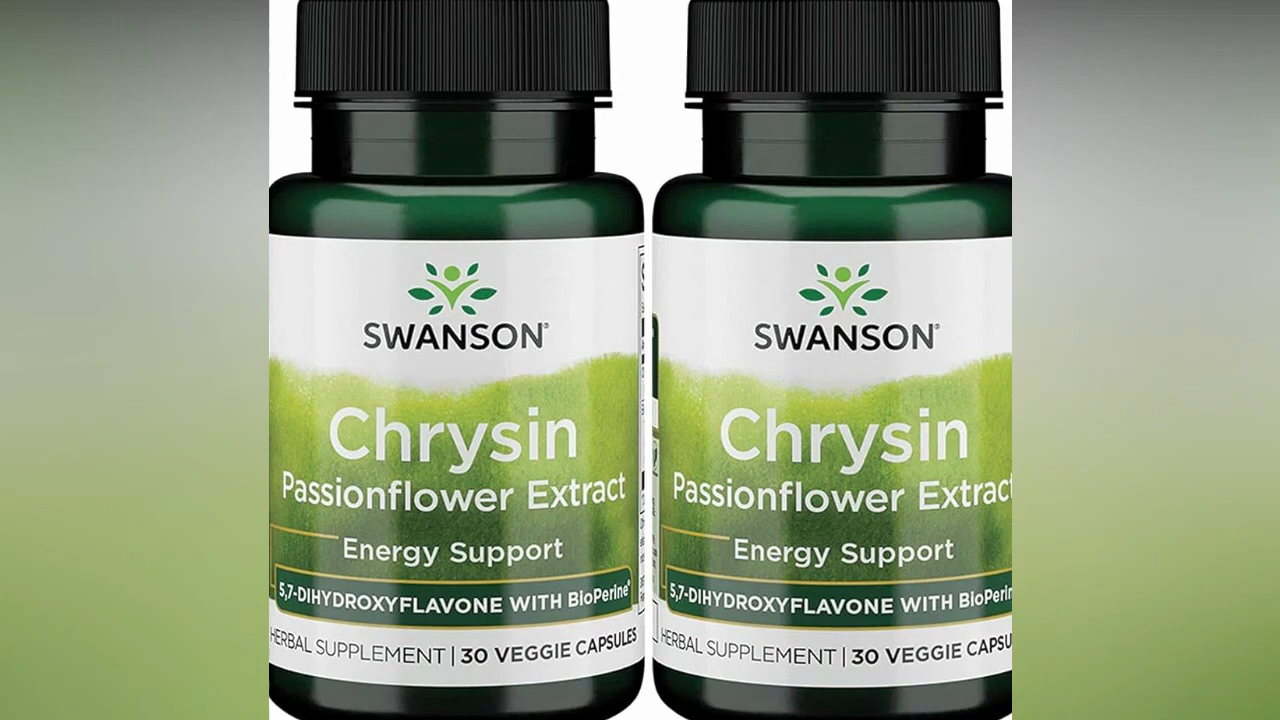 SWANSON®
Chrysin
Passionflower Extract
Energy Support
5,7-DIHYDROXYFLAVONE WITH BioPerine®
HERBAL SUPPLEMENT | 30 VEGGIE CAPSULES
SWANSON®
Chrysin
Passionflower Extract
Energy Support
5,7-DIHYDROXYFLAVONE WITH BioPerin
HERBAL SUPPLEMENT | 30 VEGGIE CAPSU